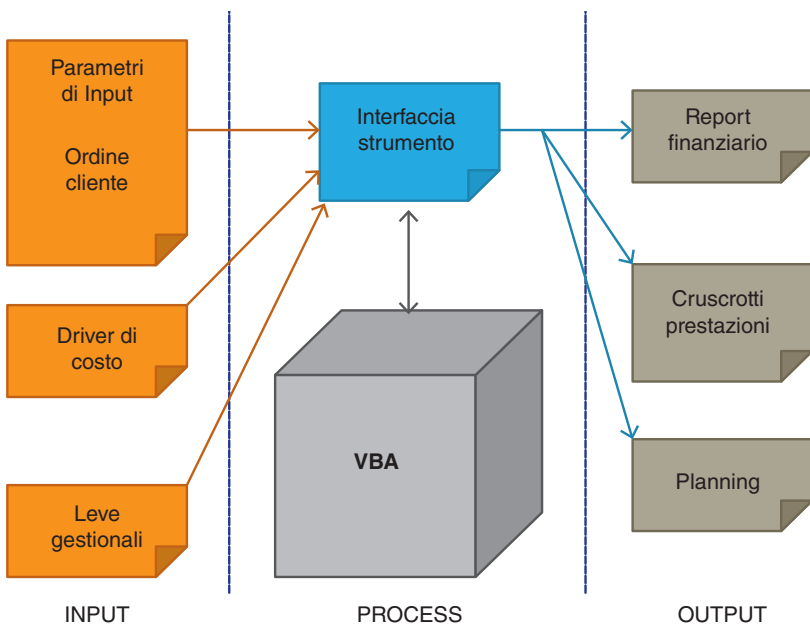 Parametri
di Input
Ordine
cliente
Driver di
costo
Leve
gestionali
INPUT
Interfaccia
strumento
VBA
PROCESS
Report
finanziario
Cruscrotti
prestazioni
Planning
OUTPUT